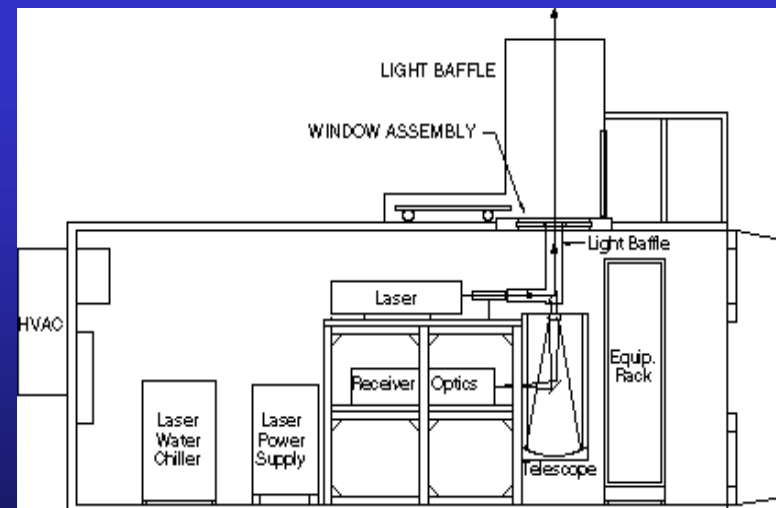 LIGHT BAFFLE
WINDOW ASSEMBLY
Light Baffle
Laser
HVAC
Equip.
Rack
Receiver Optics
Laser
Water
Chiller
Laser
Power
Supply
Telescope